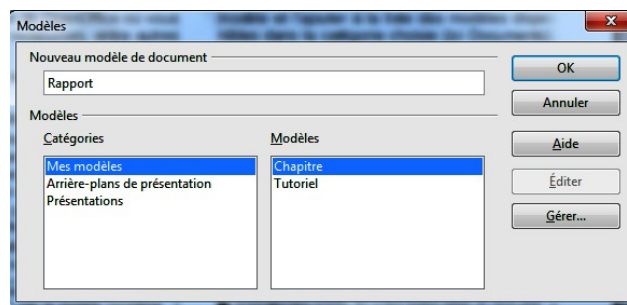 Modèles
Nouveau modèle de document
Rapport
Modèles
Catégories
Modèles
Mes modèles
Arrière-plans de présentation
Présentations
Chapitre
Tutoriel
OK
Annuler
Aide
Éditer
Gérer...